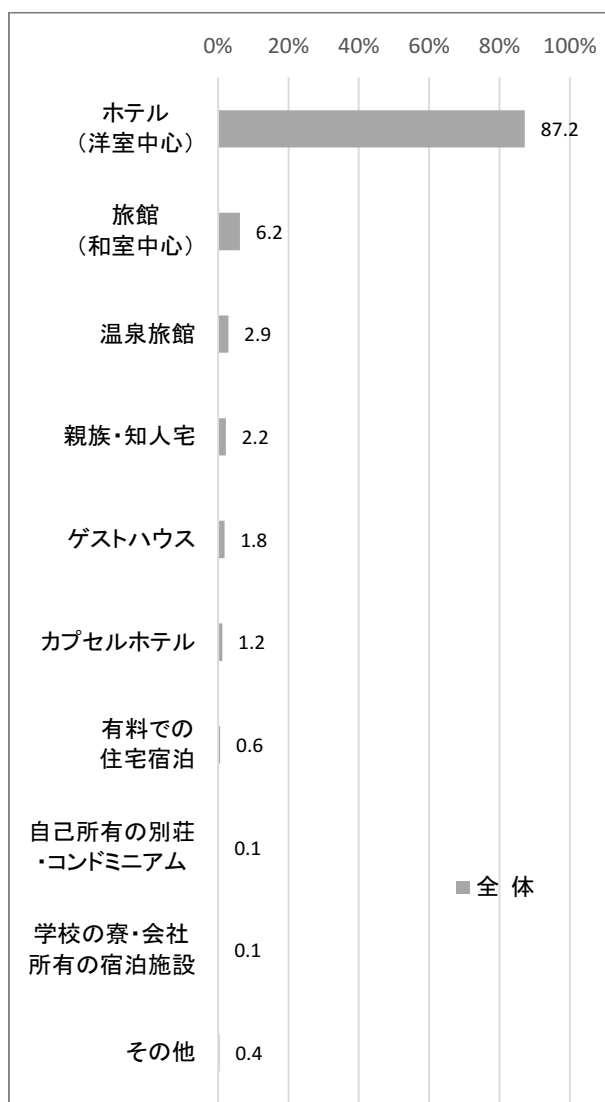 0% 20% 40% 60% 80% 100%
ホテル
（洋室中心）
87.2
旅館
（和室中心）
6.2
温泉旅館
2.9
親族・知人宅
2.2
ゲストハウス
1.8
カプセルホテル
1.2
有料での
住宅宿泊
0.6
自己所有の別荘
・コンドミニアム
0.1
全 体
学校の寮・会社
所有の宿泊施設
0.1
その他
0.4